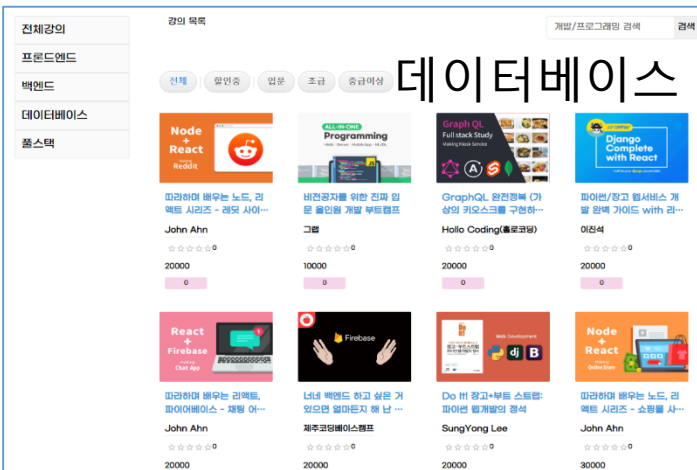 전체강의
프론드엔드
백엔드
데이터베이스
풀스택
강의 목록
개발/프로그래밍 검색
검색
전체
할인중
입문
초급
중급이상
데이터베이스
Node
+
React
Reddit
ALL-IN-ONE
Programming
Graph QL
Full stack Study
Making Kiosk Service
Django
Complete
with React
따라하며 배우는 노드, 리
액트 시리즈 - 레딧 사이…
John Ahn
☆☆☆☆☆0
20000
0
비전공자를 위한 진짜 입
문 올인원 개발 부트캠프
그랩
☆☆☆☆☆0
10000
0
GraphQL 완전정복 (가
상의 키오스크를 구현하…
Hollo Coding(홀로코딩)
☆☆☆☆☆0
20000
0
파이썬/장고 웹서비스 개
발 완벽 가이드 with 리…
이진석
☆☆☆☆☆0
20000
0
React
+
Firebase
Chat App
Firebase
Web Development
dj
B
Node
+
React
따라하며 배우는 리액트,
파이어베이스 - 채팅 어…
John Ahn
☆☆☆☆☆0
20000
너네 백엔드 하고 싶은 거
있으면 얼마든지 해 난 …
제주코딩베이스캠프
☆☆☆☆☆0
20000
Do It! 장고+부트 스트랩:
파이썬 웹개발의 정석
SungYong Lee
☆☆☆☆☆0
20000
따라하며 배우는 노드, 리
액트 시리즈 - 쇼핑몰 사…
John Ahn
☆☆☆☆☆0
30000